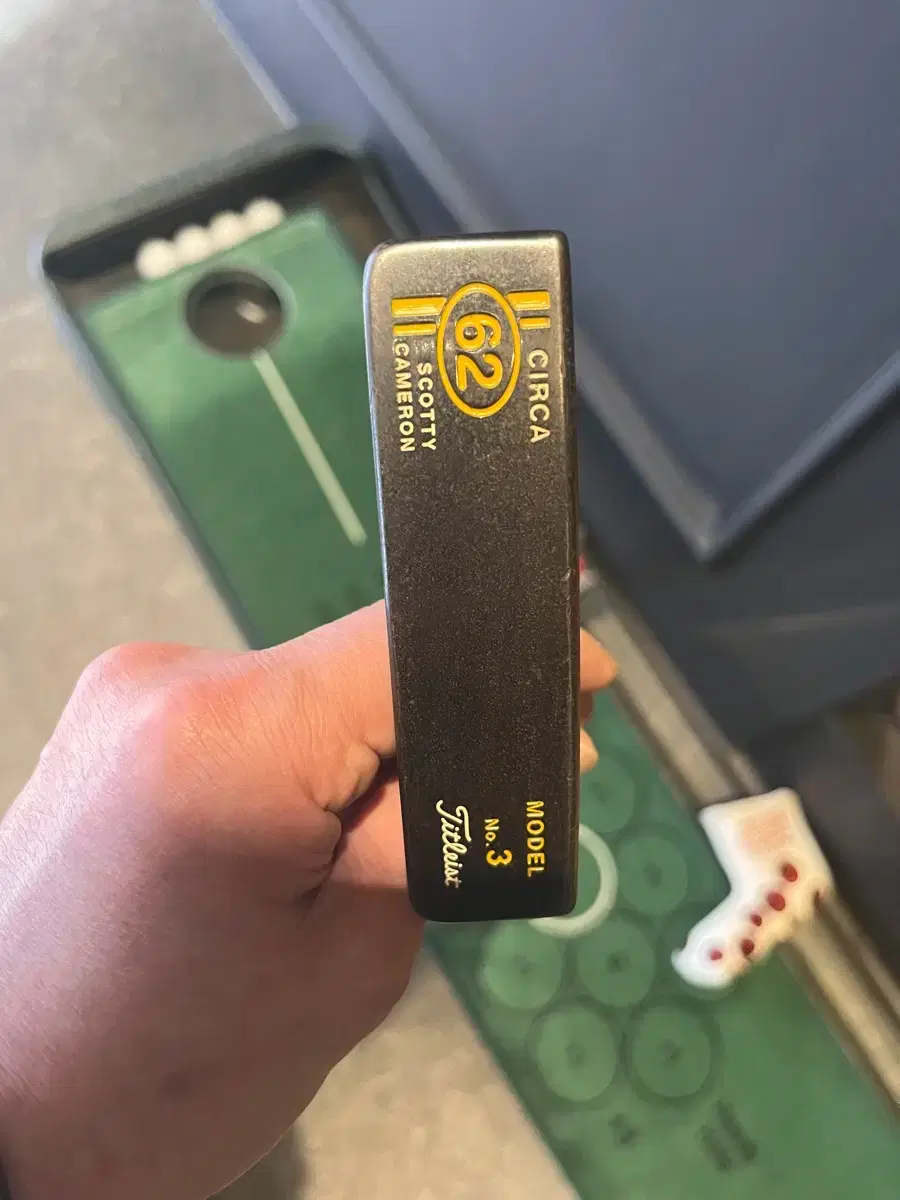 CIRCA
62
SCOTTY
CAMERON
MODEL
No. 3
Titleist